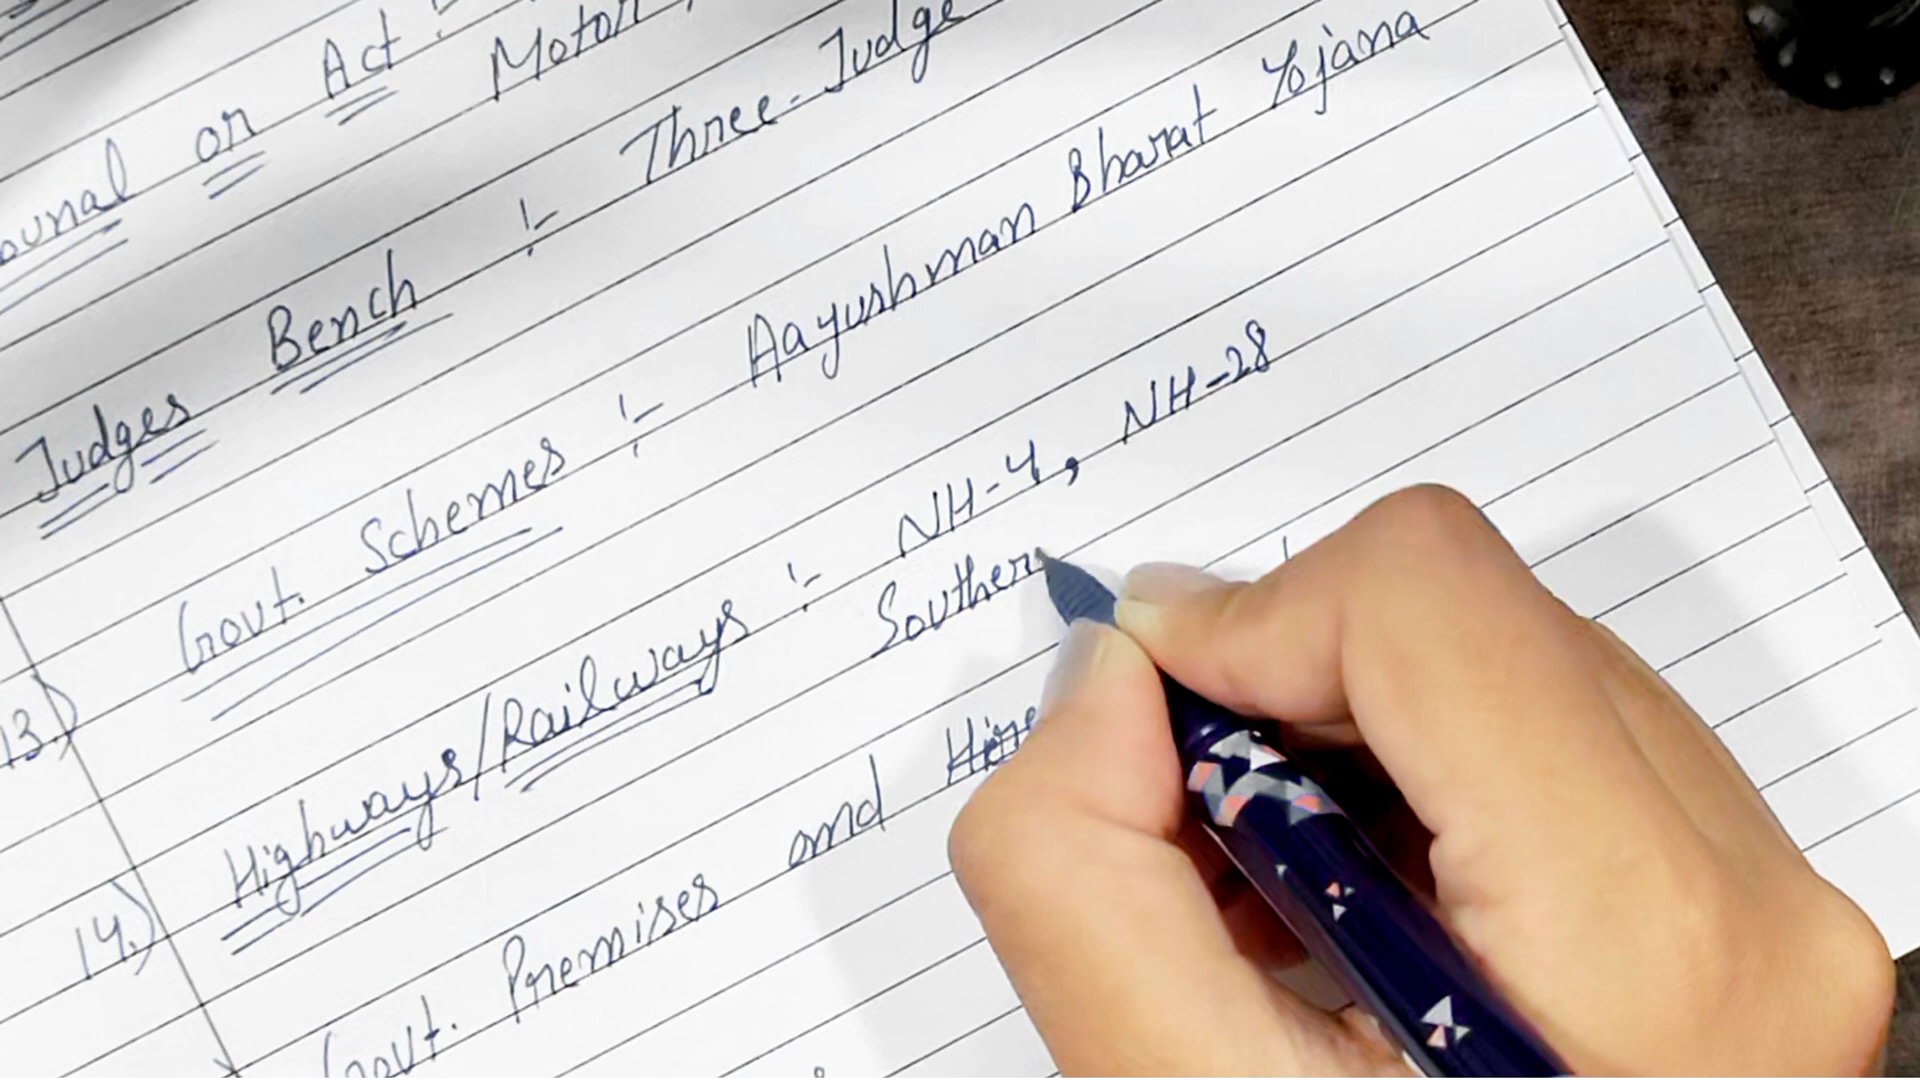 on Act :- Motor
Judges Bench :- Three-Judge
Govt. Schemes :- Aayushman Bharat Yojana
13.) Highways/Railways :- NH-4, NH-28
Southern
14.) Govt. Premises and